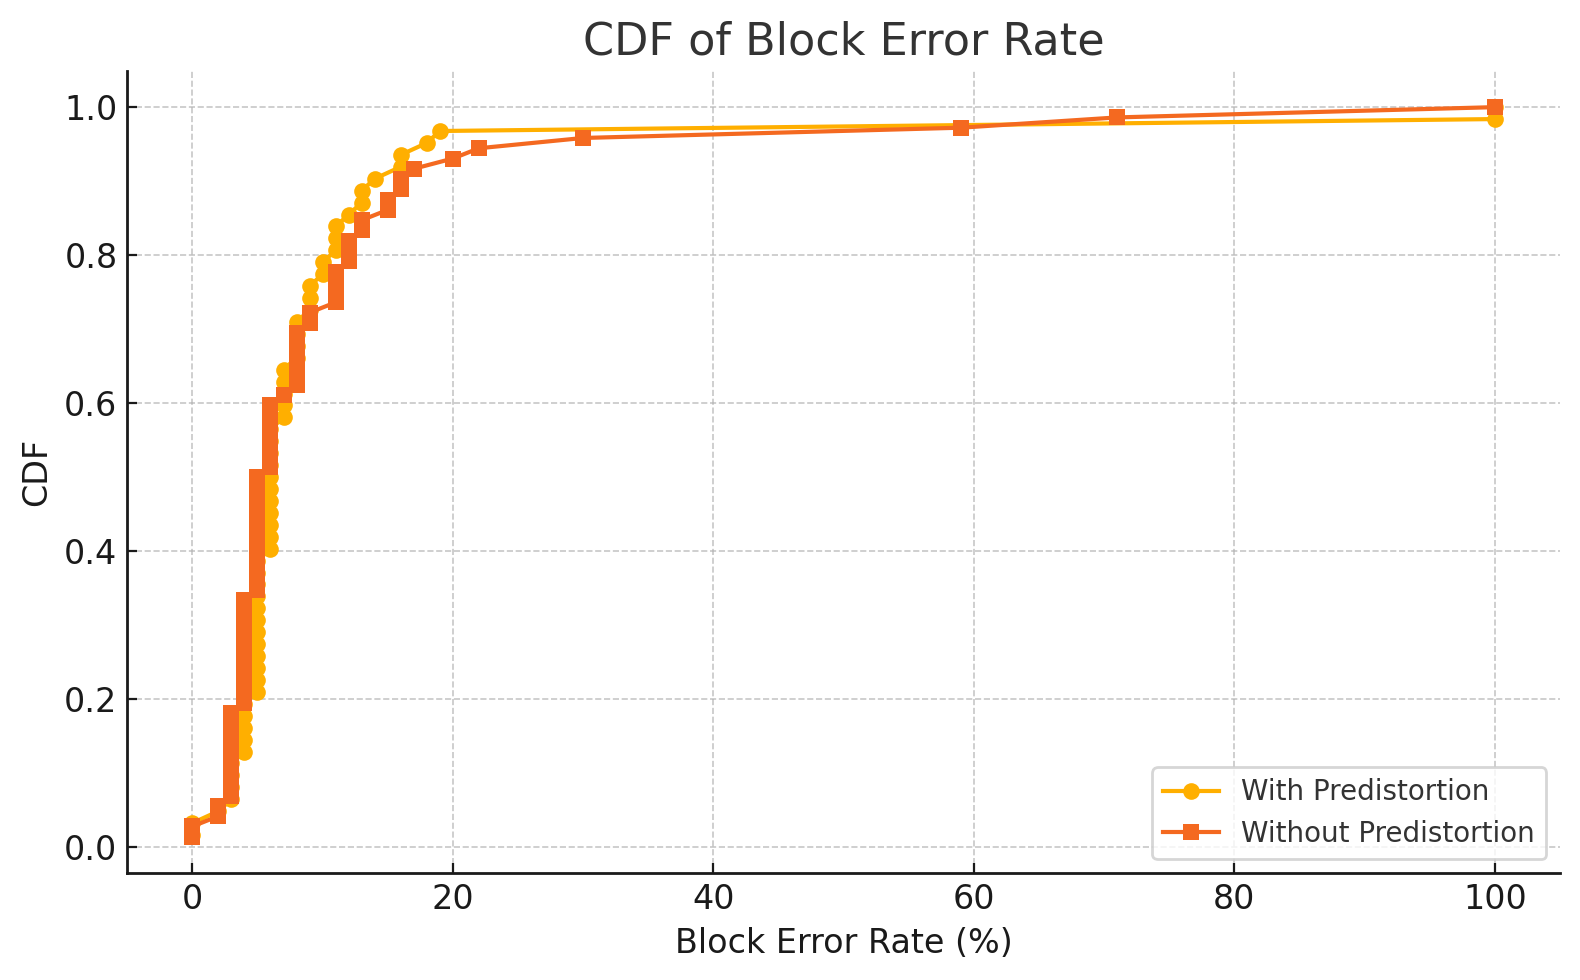 CDF of Block Error Rate
1.0
0.8
0.6
0.4
0.2
0.0
CDF
0 20 40 60 80 100
Block Error Rate (%)
With Predistortion
Without Predistortion